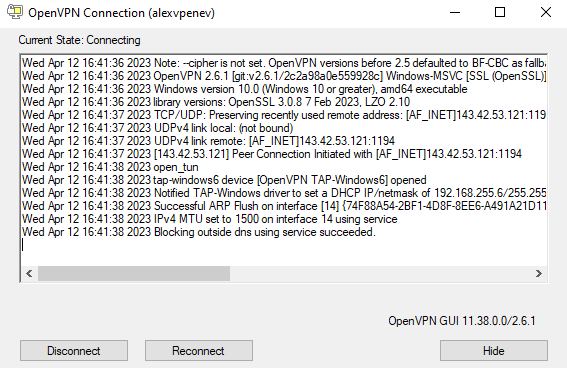 OpenVPN Connection (alexvpenev)
Current State: Connecting
Wed Apr 12 16:41:36 2023 Note: --cipher is not set. OpenVPN versions before 2.5 defaulted to BF-CBC as fallb
Wed Apr 12 16:41:36 2023 OpenVPN 2.6.1 [git:v2.6.1/2c2a98a0e559928c] Windows-MSVC [SSL (OpenSSL)]
Wed Apr 12 16:41:36 2023 Windows version 10.0 (Windows 10 or greater), amd64 executable
Wed Apr 12 16:41:36 2023 library versions: OpenSSL 3.0.8 7 Feb 2023, LZO 2.10
Wed Apr 12 16:41:37 2023 TCP/UDP: Preserving recently used remote address: [AF_INET]143.42.53.121:119
Wed Apr 12 16:41:37 2023 UDPv4 link local: (not bound)
Wed Apr 12 16:41:37 2023 UDPv4 link remote: [AF_INET]143.42.53.121:1194
Wed Apr 12 16:41:37 2023 [143.42.53.121] Peer Connection Initiated with [AF_INET]143.42.53.121:1194
Wed Apr 12 16:41:38 2023 open_tun
Wed Apr 12 16:41:38 2023 tap-windows6 device [OpenVPN TAP-Windows6] opened
Wed Apr 12 16:41:38 2023 Notified TAP-Windows driver to set a DHCP IP/netmask of 192.168.255.6/255.255
Wed Apr 12 16:41:38 2023 Successful ARP Flush on interface [14] {74F88A54-2BF1-4D8F-8EE6-A491A21D11
Wed Apr 12 16:41:38 2023 IPv4 MTU set to 1500 on interface 14 using service
Wed Apr 12 16:41:38 2023 Blocking outside dns using service succeeded.
OpenVPN GUI 11.38.0.0/2.6.1
Disconnect Reconnect Hide